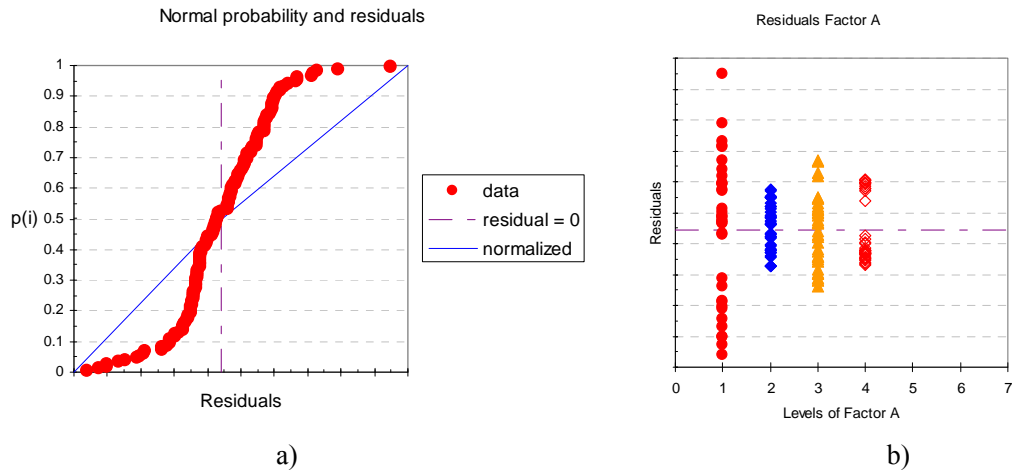 Normal probability and residuals
1
0.9
0.8
0.7
0.6
p(i) 0.5
0.4
0.3
0.2
0.1
0
Residuals
data
residual = 0
normalized
a)
Residuals Factor A
Residuals
0 1 2 3 4 5 6 7
Levels of Factor A
b)